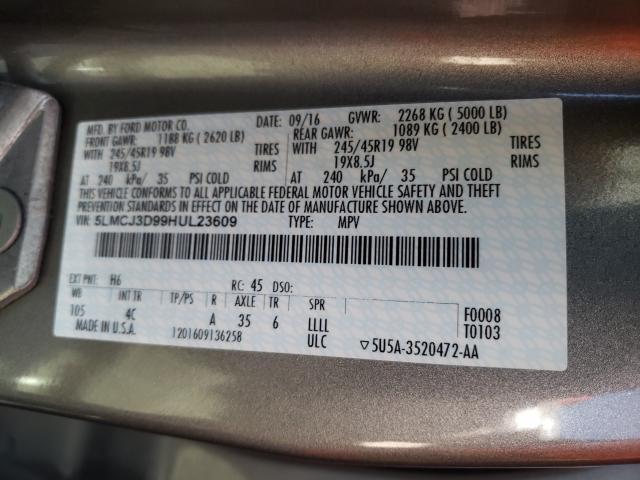 MFD. BY FORD MOTOR CO. DATE: 09/16 GVWR: 2268 KG ( 5000 LB)
FRONT GAWR: 1188 KG ( 2620 LB) REAR GAWR: 1089 KG ( 2400 LB)
WITH 245/45R19 98V TIRES WITH 245/45R19 98V TIRES
19X8.5J RIMS 19X8.5J RIMS
AT 240 kPa/ 35 PSI COLD AT 240 kPa/ 35 PSI COLD
THIS VEHICLE CONFORMS TO ALL APPLICABLE FEDERAL MOTOR VEHICLE SAFETY AND THEFT
PREVENTION STANDARDS IN EFFECT ON THE DATE OF MANUFACTURE SHOWN ABOVE.
VIN: 5LMCJ3D99HUL23609 TYPE: MPV
EXT PNT: H6 RC: 45 DSO:
WB INT TR TP/PS R AXLE TR SPR F0008
105 4C A 35 6 LLLL T0103
MADE IN U.S.A. 1201609136258 ULC ▽5U5A-3520472-AA